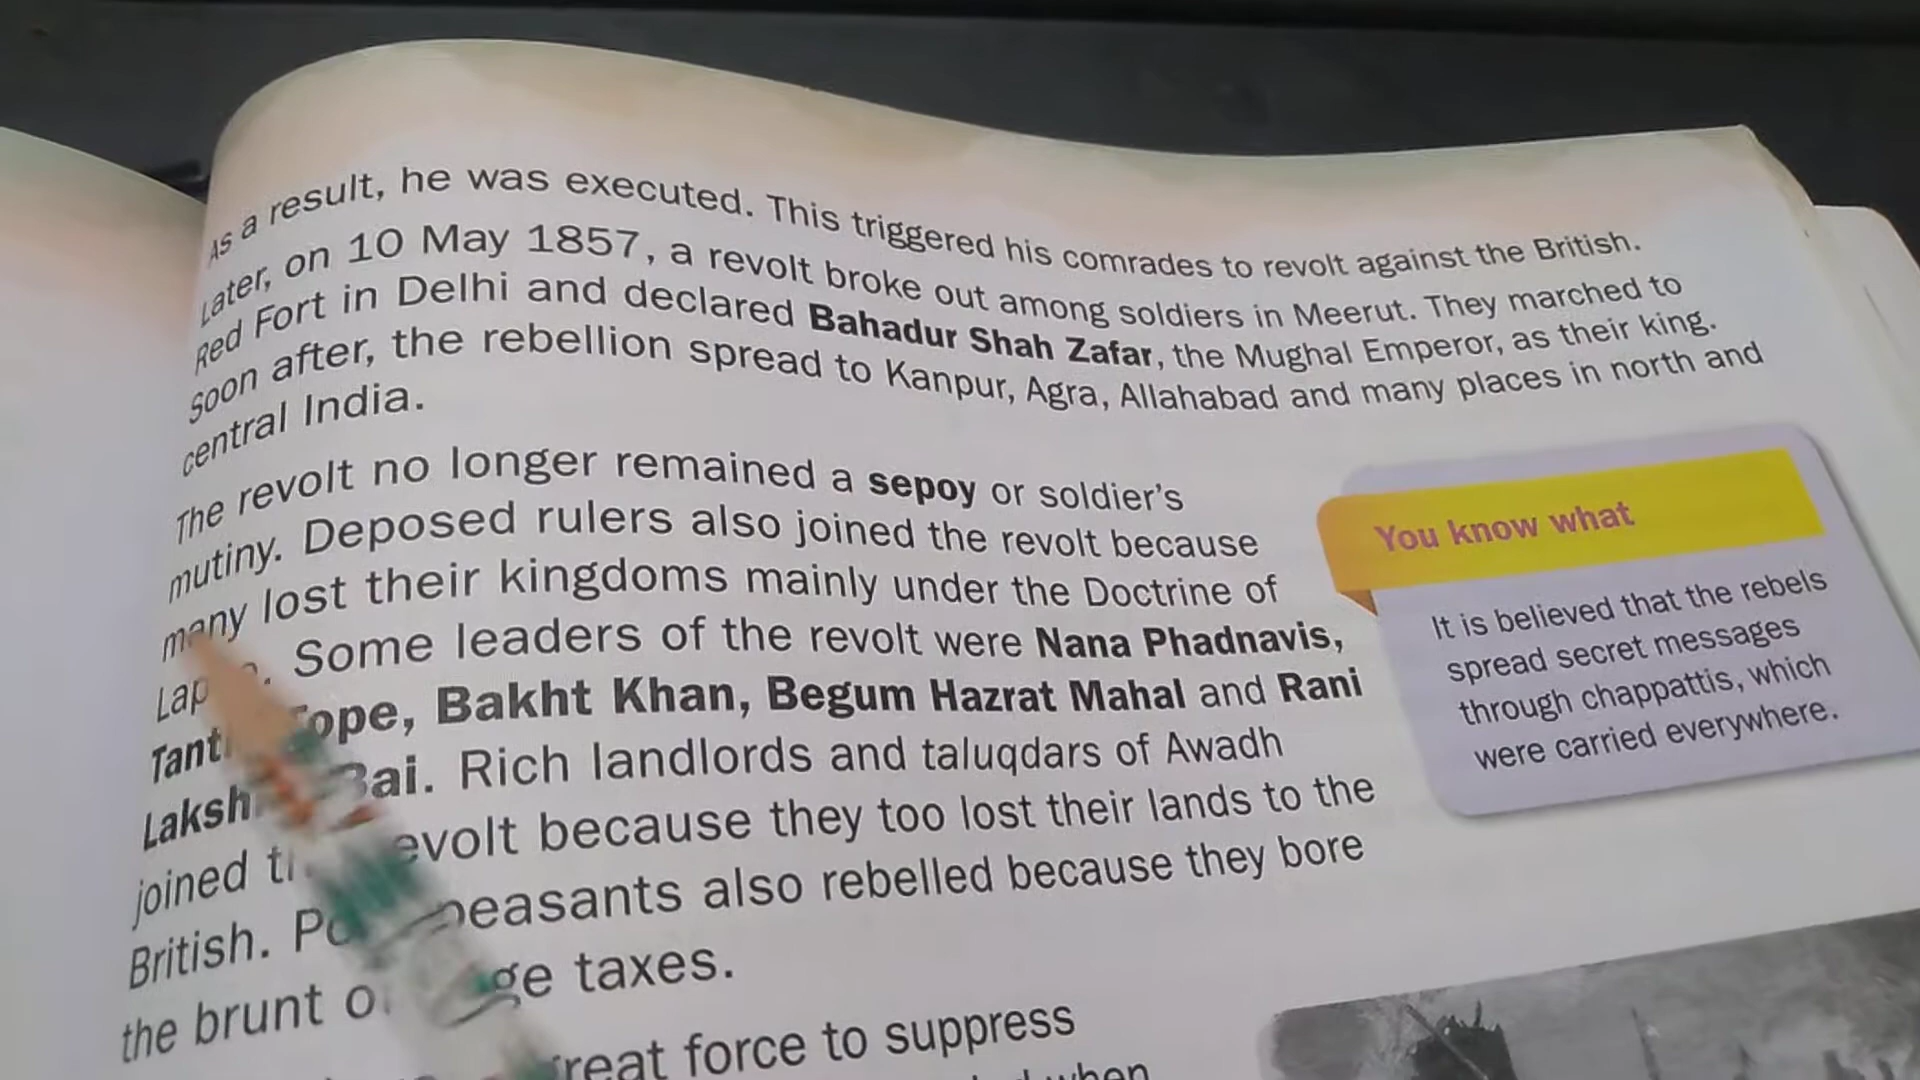 As a result, he was executed. This triggered his comrades to revolt against the British.
Later, on 10 May 1857, a revolt broke out among soldiers in Meerut. They marched to
Red Fort in Delhi and declared Bahadur Shah Zafar, the Mughal Emperor, as their king.
Soon after, the rebellion spread to Kanpur, Agra, Allahabad and many places in north and
central India.
The revolt no longer remained a sepoy or soldier's
mutiny. Deposed rulers also joined the revolt because
many lost their kingdoms mainly under the Doctrine of
Some leaders of the revolt were Nana Phadnavis,
Bakht Khan, Begum Hazrat Mahal and Rani
Bai. Rich landlords and taluqdars of Awadh
joined revolt because they too lost their lands to the
British. peasants also rebelled because they bore
the brunt taxes.
great force to suppress
when
You know what
It is believed that the rebels
spread secret messages
through chappattis, which
were carried everywhere.